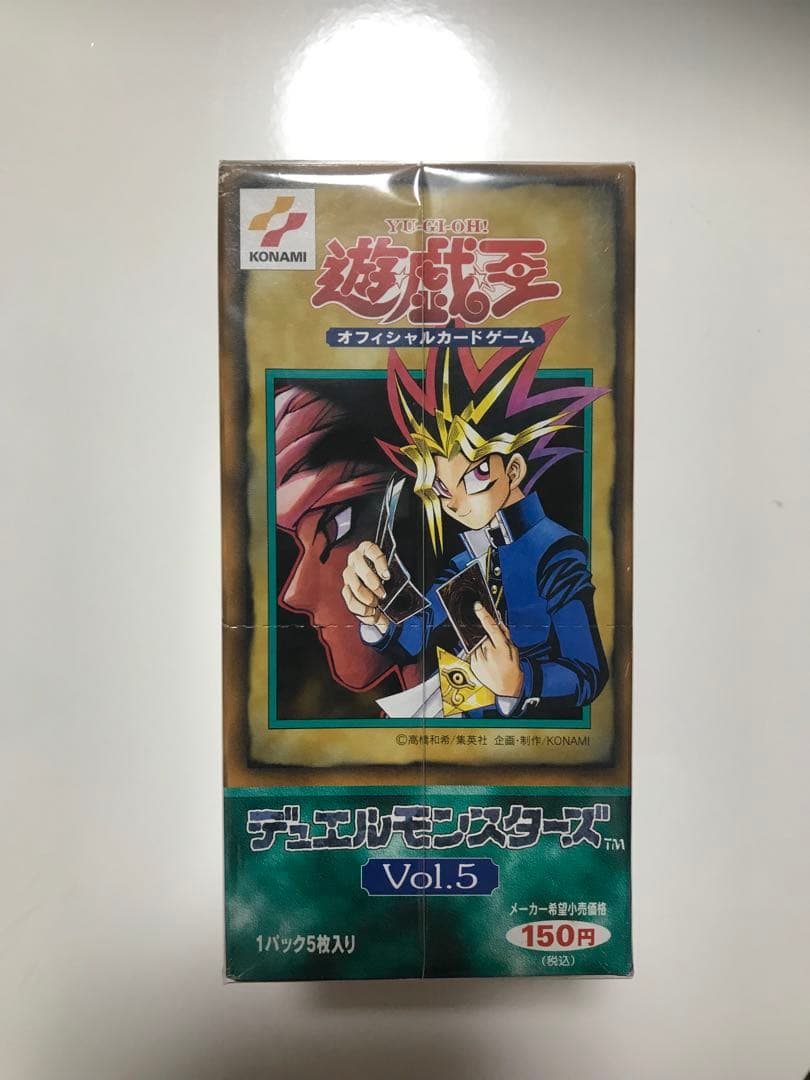 KONAMI
YU-GI-OH!
遊戯王
オフィシャルカードゲーム
©高橋和希/集英社 企画・制作/KONAMI
デュエルモンスターズ™
Vol.5
メーカー希望小売価格
1パック5枚入り
150円
(税込)